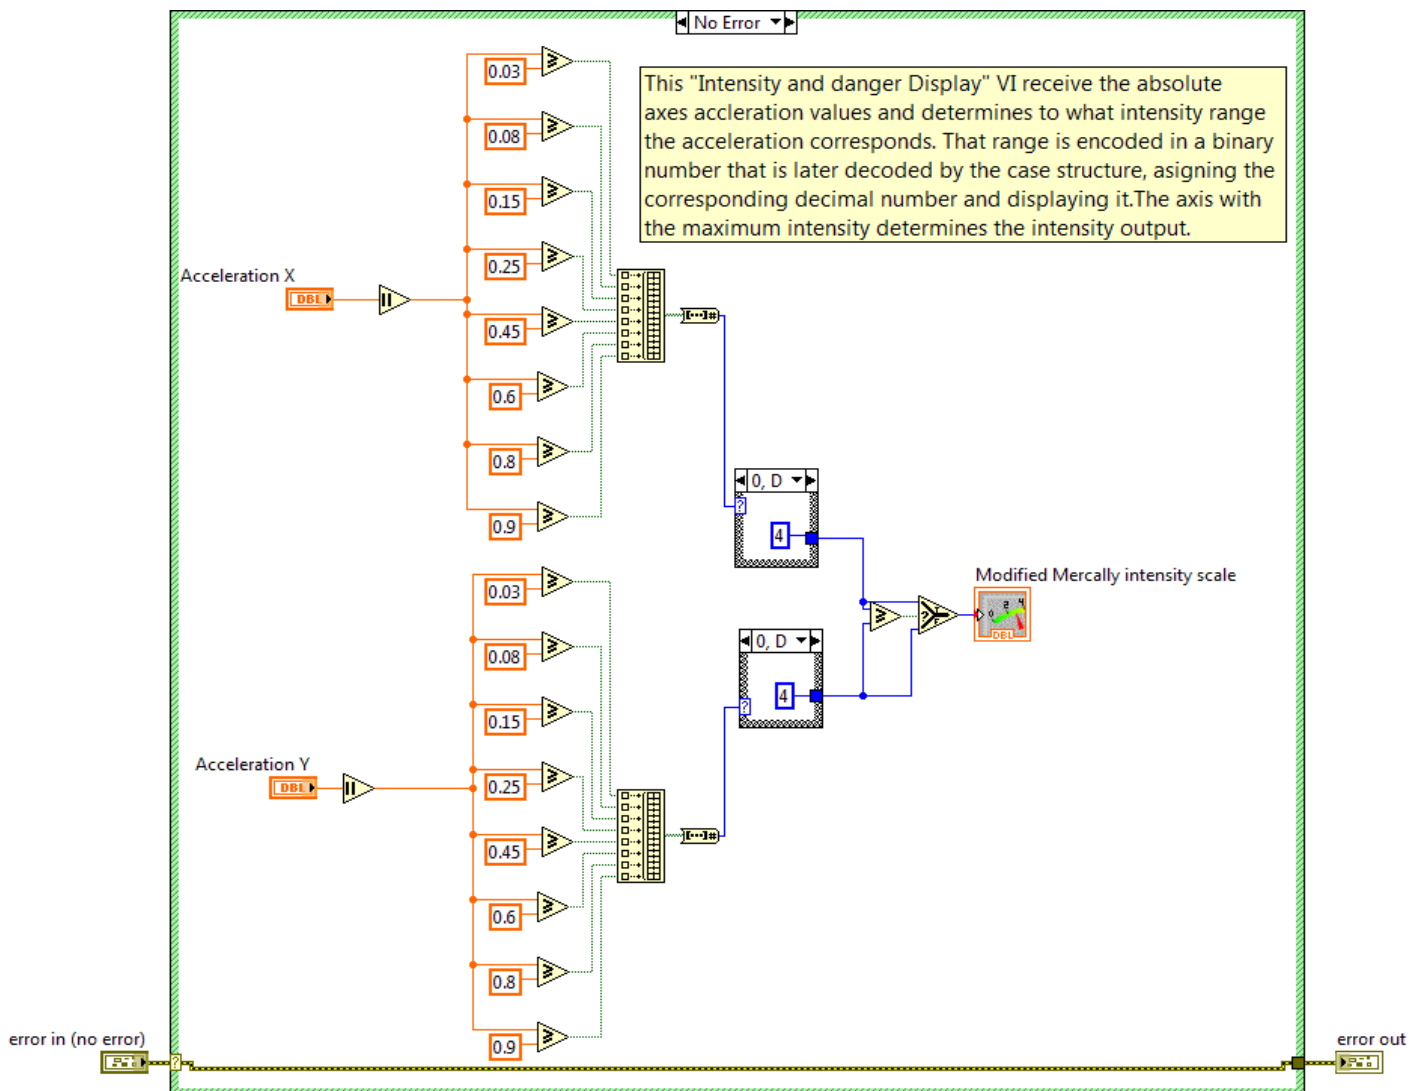 No Error
0.03
This "Intensity and danger Display" VI receive the absolute
axes accleration values and determines to what intensity range
the acceleration corresponds. That range is encoded in a binary
number that is later decoded by the case structure, asigning the
corresponding decimal number and displaying it.The axis with
the maximum intensity determines the intensity output.
0.08
0.15
0.25
Acceleration X
DBL
0.45
0.6
0.8
0.9
0, D
?
4
0.03
Modified Mercally intensity scale
0 2 4
DBL
?
T
F
0.08
0, D
?
4
0.15
Acceleration Y
DBL
0.25
0.45
0.6
0.8
0.9
error in (no error)
?
error out